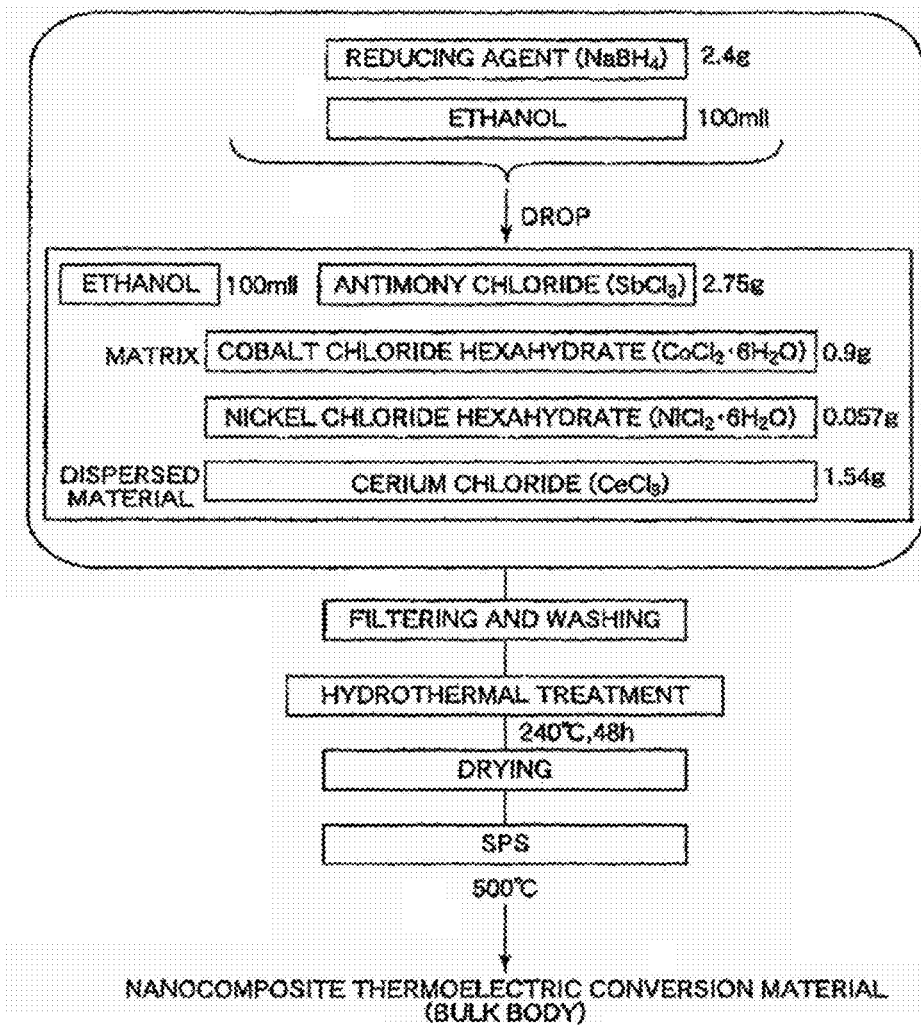 REDUCING AGENT (NaBH₄) 2.4g
ETHANOL 100mll
DROP
ETHANOL 100mll ANTIMONY CHLORIDE (SbCl₃) 2.75g
MATRIX COBALT CHLORIDE HEXAHYDRATE (CoCl₂·6H₂O) 0.9g
NICKEL CHLORIDE HEXAHYDRATE (NiCl₂·6H₂O) 0.057g
DISPERSED
MATERIAL CERIUM CHLORIDE (CeCl₃) 1.54g
FILTERING AND WASHING
HYDROTHERMAL TREATMENT
240℃,48h
DRYING
SPS
500℃
NANOCOMPOSITE THERMOELECTRIC CONVERSION MATERIAL
(BULK BODY)